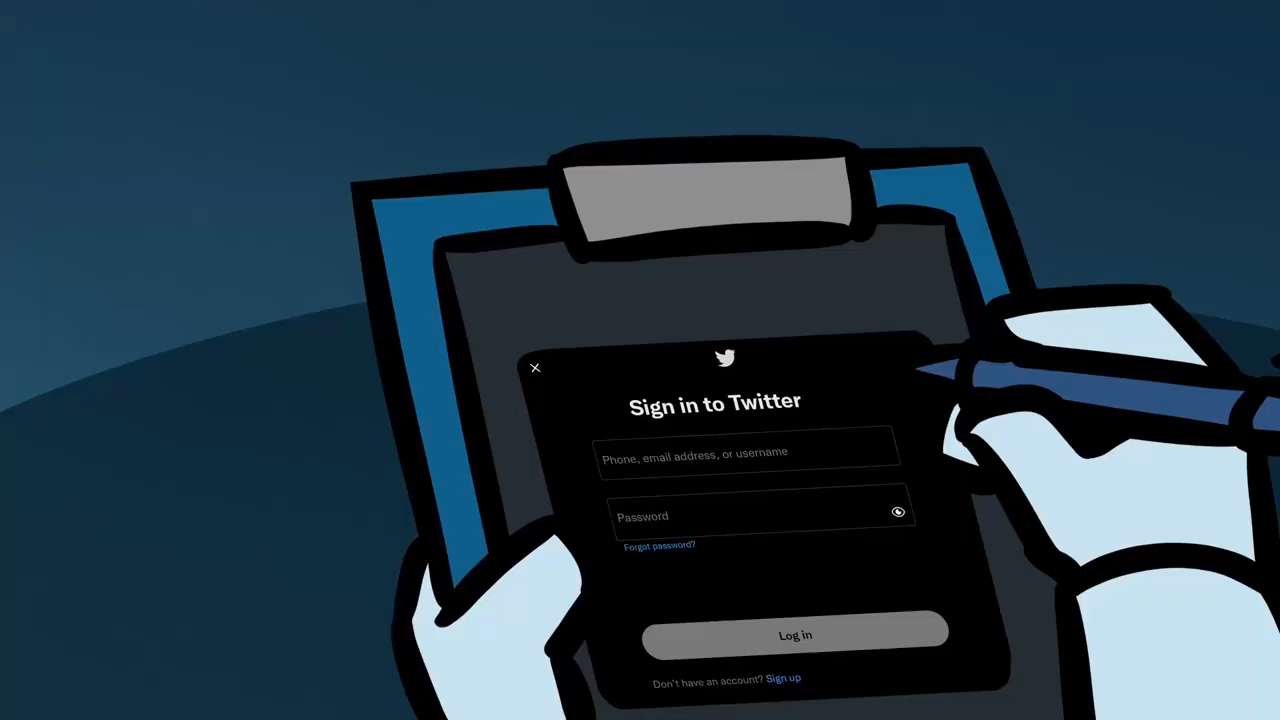 Sign in to Twitter
Phone, email address, or username
Password
Forgot password?
Log in
Don't have an account? Sign up